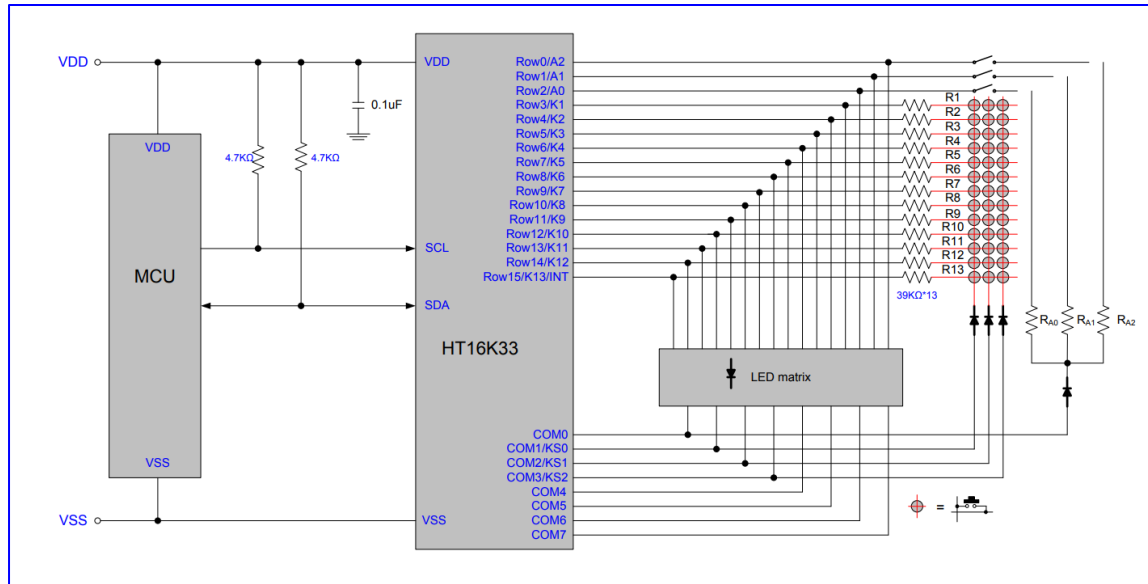 VDD
VDD
Row0/A2
Row1/A1
Row2/A0
Row3/K1
R1
0.1uF
Row4/K2
R2
Row5/K3
R3
VDD
4.7KΩ
4.7KΩ
Row6/K4
R4
Row7/K5
R5
Row8/K6
R6
Row9/K7
R7
Row10/K8
R8
Row11/K9
R9
Row12/K10
R10
SCL
Row13/K11
R11
Row14/K12
R12
MCU
Row15/K13/INT
R13
39KΩ*13
SDA
RA0
RA1
RA2
HT16K33
LED matrix
COM0
COM1/KS0
VSS
COM2/KS1
COM3/KS2
COM4
COM5
=
VSS
VSS
COM6
COM7